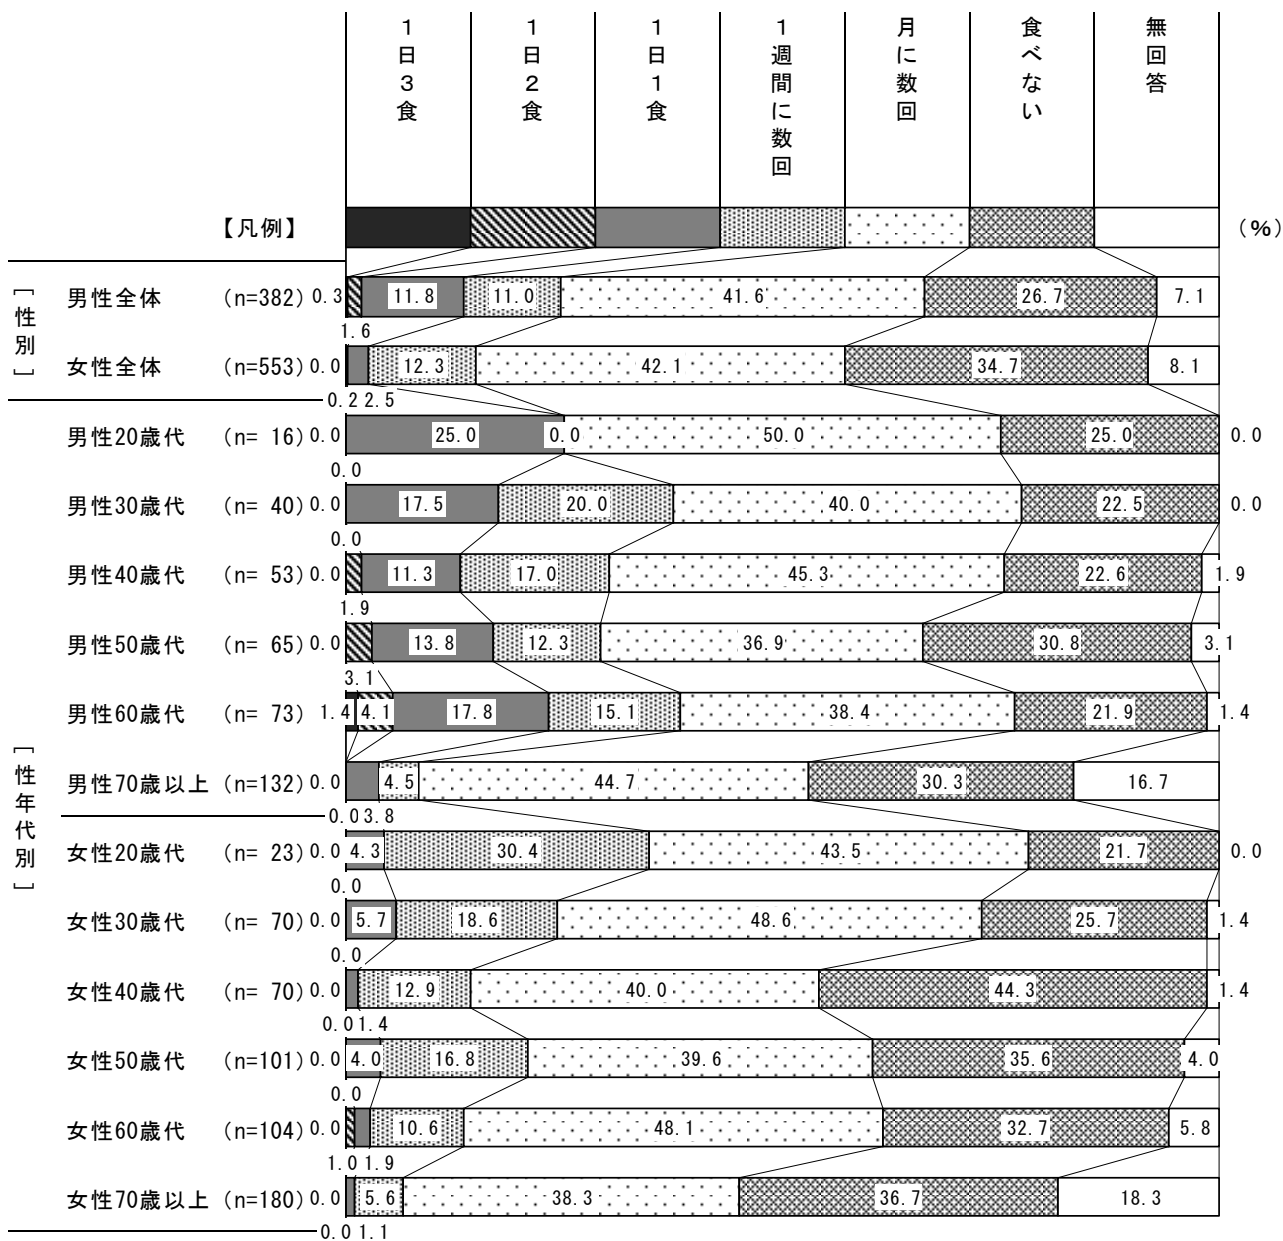 1日3食
1日2食
1日1食
1週間に数回
月に数回
食べない
無回答
【凡例】
(%)
[性別]
男性全体 (n=382) 0.3 11.8 11.0 41.6 26.7 7.1
1.6
女性全体 (n=553) 0.0 12.3 42.1 34.7 8.1
0.2 2.5
[性年代別]
男性20歳代 (n= 16) 0.0 25.0 0.0 50.0 25.0 0.0
0.0
男性30歳代 (n= 40) 0.0 17.5 20.0 40.0 22.5 0.0
0.0
男性40歳代 (n= 53) 0.0 11.3 17.0 45.3 22.6 1.9
1.9
男性50歳代 (n= 65) 0.0 13.8 12.3 36.9 30.8 3.1
3.1
男性60歳代 (n= 73) 1.4 4.1 17.8 15.1 38.4 21.9 1.4
男性70歳以上 (n=132) 0.0 4.5 44.7 30.3 16.7
0.0 3.8
女性20歳代 (n= 23) 0.0 4.3 30.4 43.5 21.7 0.0
0.0
女性30歳代 (n= 70) 0.0 5.7 18.6 48.6 25.7 1.4
0.0
女性40歳代 (n= 70) 0.0 12.9 40.0 44.3 1.4
0.0 1.4
女性50歳代 (n=101) 0.0 4.0 16.8 39.6 35.6 4.0
0.0
女性60歳代 (n=104) 0.0 10.6 48.1 32.7 5.8
1.0 1.9
女性70歳以上 (n=180) 0.0 5.6 38.3 36.7 18.3
0.0 1.1